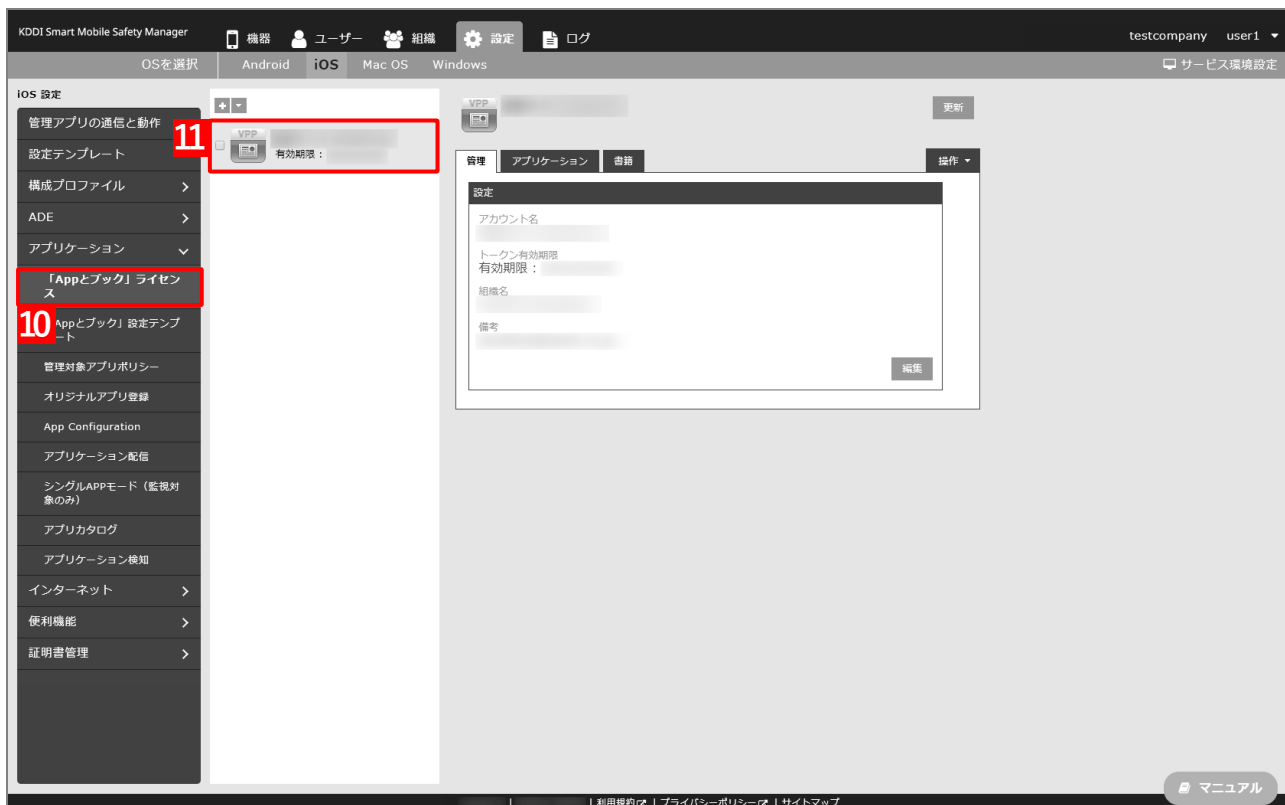 KDDI Smart Mobile Safety Manager
機器 ユーザー 組織 設定 ログ
testcompany user1
OSを選択 Android iOS Mac OS Windows
サービス環境設定
iOS 設定
管理アプリの通信と動作
設定テンプレート
構成プロファイル
ADE
アプリケーション
「Appとブック」ライセン
ス
10
Appとブック」設定テンプ
ート
管理対象アプリポリシー
オリジナルアプリ登録
App Configuration
アプリケーション配信
シングルAPPモード（監視対
象のみ）
アプリカタログ
アプリケーション検知
インターネット
便利機能
証明書管理
11
VPP
有効期限：
VPP
更新
管理 アプリケーション 書籍 操作
設定
アカウント名
トークン有効期限
有効期限：
組織名
備考
編集
マニュアル
| | 利用規約 | プライバシーポリシー | サイトマップ